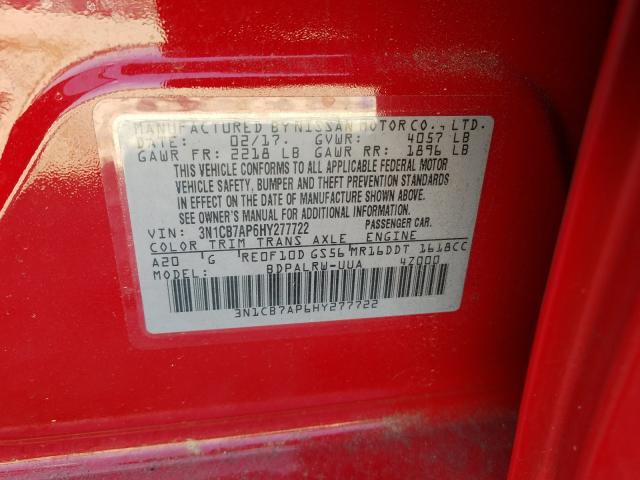 MANUFACTURED BY NISSAN MOTOR CO., LTD.
DATE: 02/17. GVWR: 4057 LB
GAWR FR: 2218 LB GAWR RR: 1896 LB
THIS VEHICLE CONFORMS TO ALL APPLICABLE FEDERAL MOTOR
VEHICLE SAFETY, BUMPER AND THEFT PREVENTION STANDARDS
IN EFFECT ON THE DATE OF MANUFACTURE SHOWN ABOVE.
SEE OWNER'S MANUAL FOR ADDITIONAL INFORMATION.
VIN: 3N1CB7AP6HY277722 PASSENGER CAR.
COLOR TRIM TRANS AXLE ENGINE
A20 G RE0F10D GS56 MR16DDT 1618CC
MODEL: BDPALRW-UUA 4Z000
3N1CB7AP6HY277722